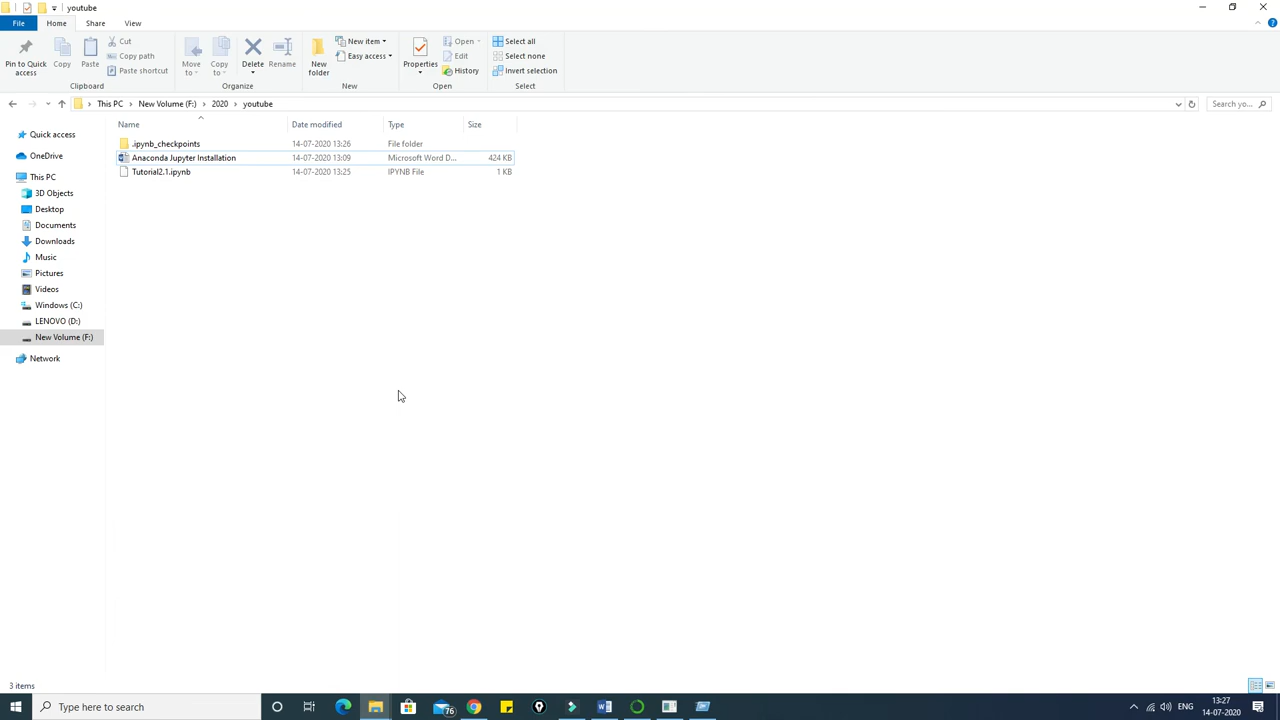 youtube
File Home Share View
Pin to Quick access
Copy
Paste
Cut
Copy path
Paste shortcut
Clipboard
Move to
Copy to
Delete
Rename
Organize
New folder
New item
Easy access
New
Properties
Open
Edit
History
Open
Select all
Select none
Invert selection
Select
This PC New Volume (F:) 2020 youtube
Search yo...
Name Date modified Type Size
.ipynb_checkpoints 14-07-2020 13:26 File folder
Anaconda Jupyter Installation 14-07-2020 13:09 Microsoft Word D... 424 KB
Tutorial2.1.ipynb 14-07-2020 13:25 IPYNB File 1 KB
Quick access
OneDrive
This PC
3D Objects
Desktop
Documents
Downloads
Music
Pictures
Videos
Windows (C:)
LENOVO (D:)
New Volume (F:)
Network
3 items
Type here to search
76
ENG
13:27
14-07-2020